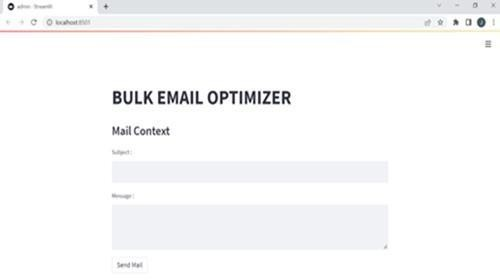 admin · Streamlit
localhost:8501
J
BULK EMAIL OPTIMIZER
Mail Context
Subject :
Message :
Send Mail